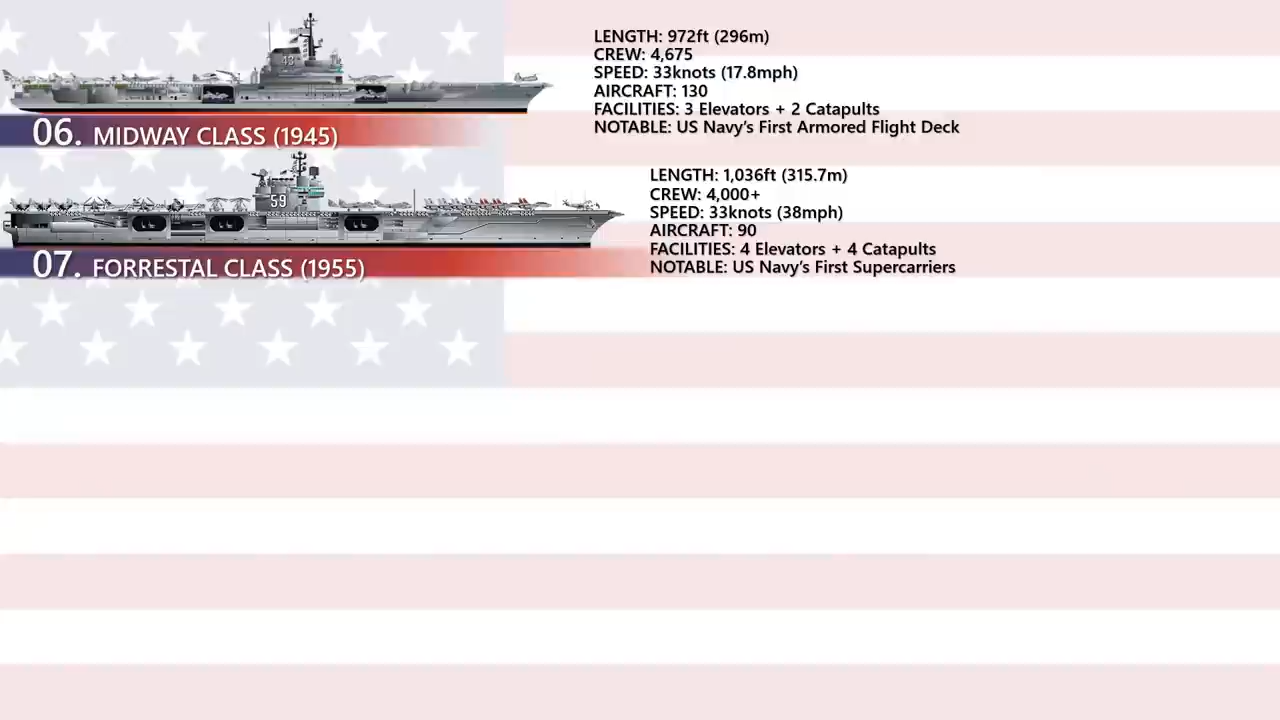 LENGTH: 972ft (296m)
CREW: 4,675
SPEED: 33knots (17.8mph)
AIRCRAFT: 130
FACILITIES: 3 Elevators + 2 Catapults
NOTABLE: US Navy's First Armored Flight Deck
43
06. MIDWAY CLASS (1945)
LENGTH: 1,036ft (315.7m)
CREW: 4,000+
SPEED: 33knots (38mph)
AIRCRAFT: 90
FACILITIES: 4 Elevators + 4 Catapults
NOTABLE: US Navy's First Supercarriers
59
07. FORRESTAL CLASS (1955)